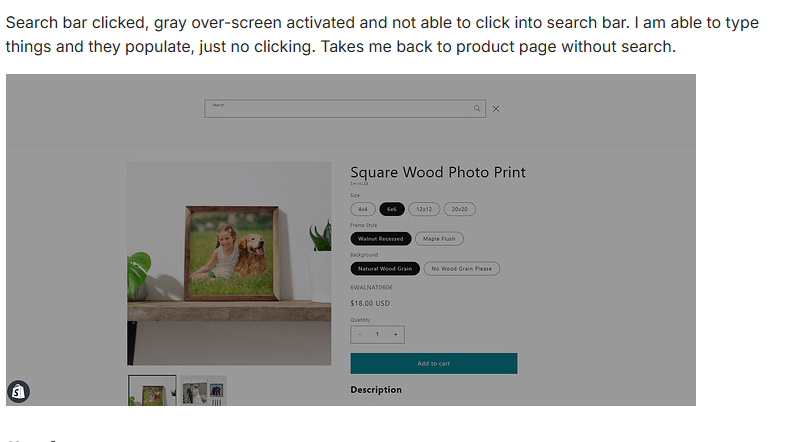 Search bar clicked, gray over-screen activated and not able to click into search bar. I am able to type
things and they populate, just no clicking. Takes me back to product page without search.
Search
Square Wood Photo Print
Size
4x4 6x6 12x12 20x20
Frame Style
Walnut Recessed Maple Flush
Background
Natural Wood Grain No Wood Grain Please
6WALNAT0606
$18.00 USD
Quantity
− 1 +
Add to cart
Description